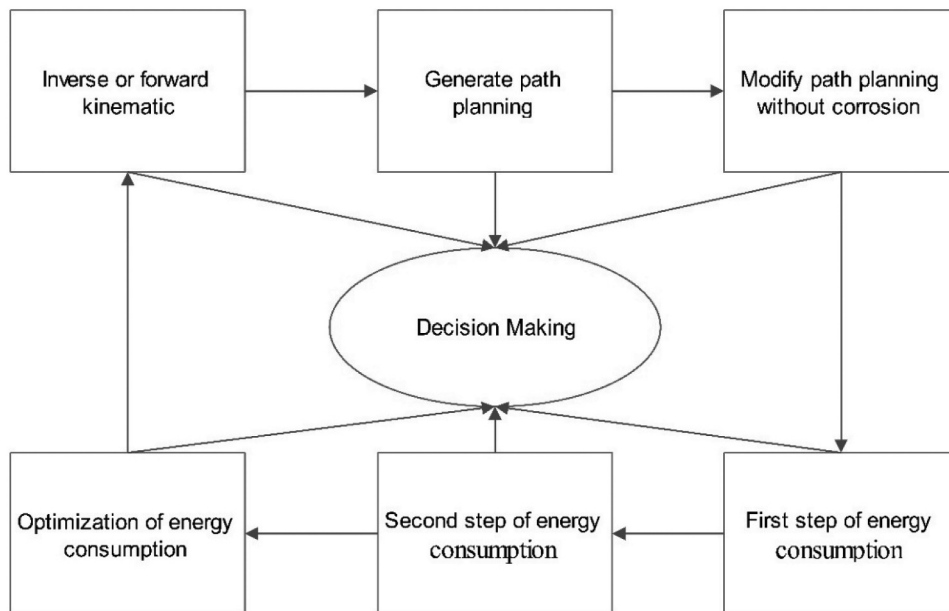 Inverse or forward
kinematic
Generate path
planning
Modify path planning
without corrosion
Decision Making
Optimization of energy
consumption
Second step of energy
consumption
First step of energy
consumption